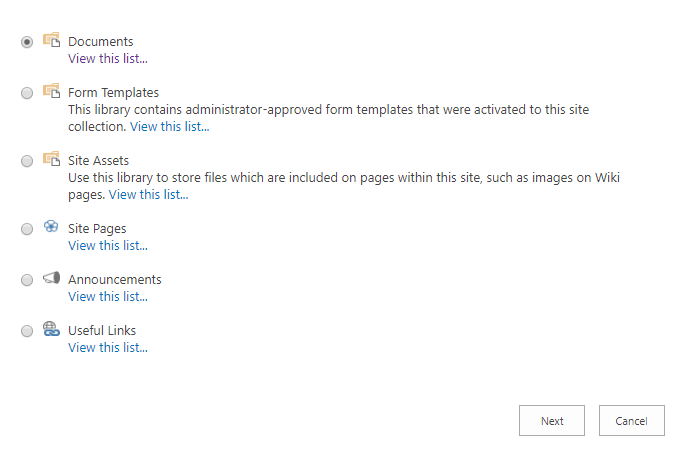 Documents
View this list...
Form Templates
This library contains administrator-approved form templates that were activated to this site
collection. View this list...
Site Assets
Use this library to store files which are included on pages within this site, such as images on Wiki
pages. View this list...
Site Pages
View this list...
Announcements
View this list...
Useful Links
View this list...
Next Cancel